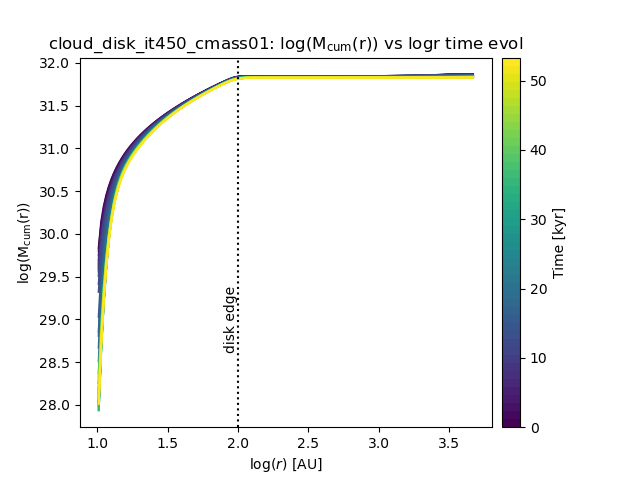 cloud_disk_it450_cmass01: log(Mcum(r)) vs logr time evol
32.0
31.5
31.0
30.5
30.0
29.5
29.0
28.5
28.0
log(Mcum(r))
disk edge
1.0 1.5 2.0 2.5 3.0 3.5
log(r) [AU]
50
40
30
20
10
0
Time [kyr]